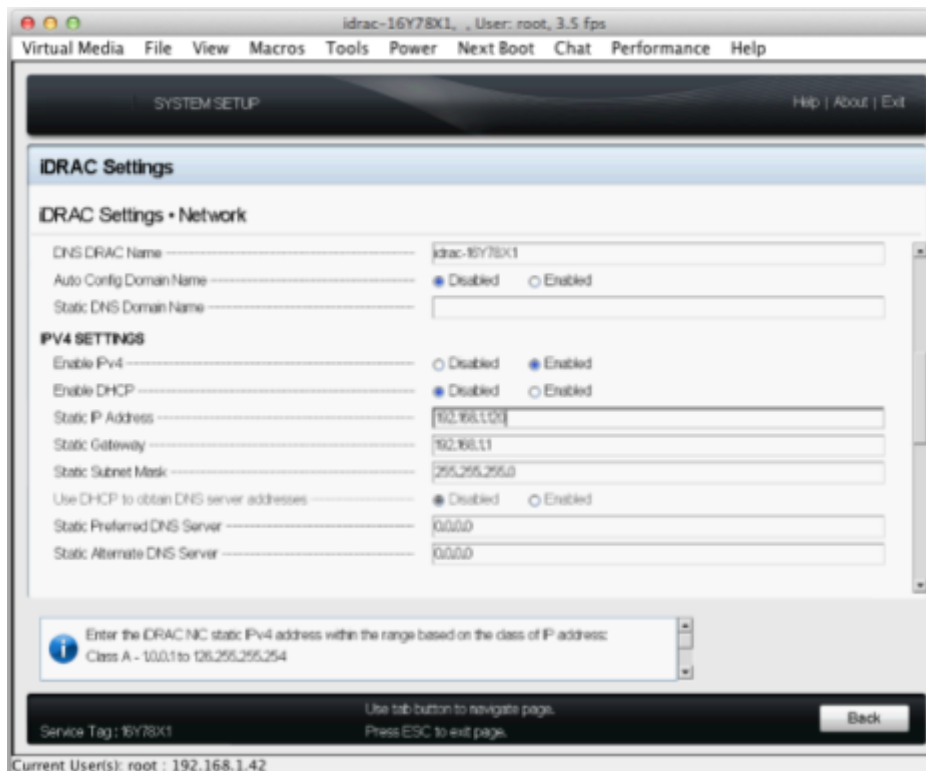 idrac-16Y78X1, , User: root, 3.5 fps
Virtual Media File View Macros Tools Power Next Boot Chat Performance Help
SYSTEM SETUP Help | About | Exit
iDRAC Settings
iDRAC Settings • Network
DNS DRAC Name idrac-16Y78X1
Auto Config Domain Name Disabled Enabled
Static DNS Domain Name
IPV4 SETTINGS
Enable IPv4 Disabled Enabled
Enable DHCP Disabled Enabled
Static IP Address 192.168.1.120
Static Gateway 192.168.1.1
Static Subnet Mask 255.255.255.0
Use DHCP to obtain DNS server addresses Disabled Enabled
Static Preferred DNS Server 0.0.0.0
Static Alternate DNS Server 0.0.0.0
Enter the iDRAC NIC static IPv4 address within the range based on the class of IP address:
Class A - 1.0.0.1 to 126.255.255.254
Use tab button to navigate page.
Service Tag : 16Y78X1 Press ESC to exit page. Back
Current User(s): root : 192.168.1.42